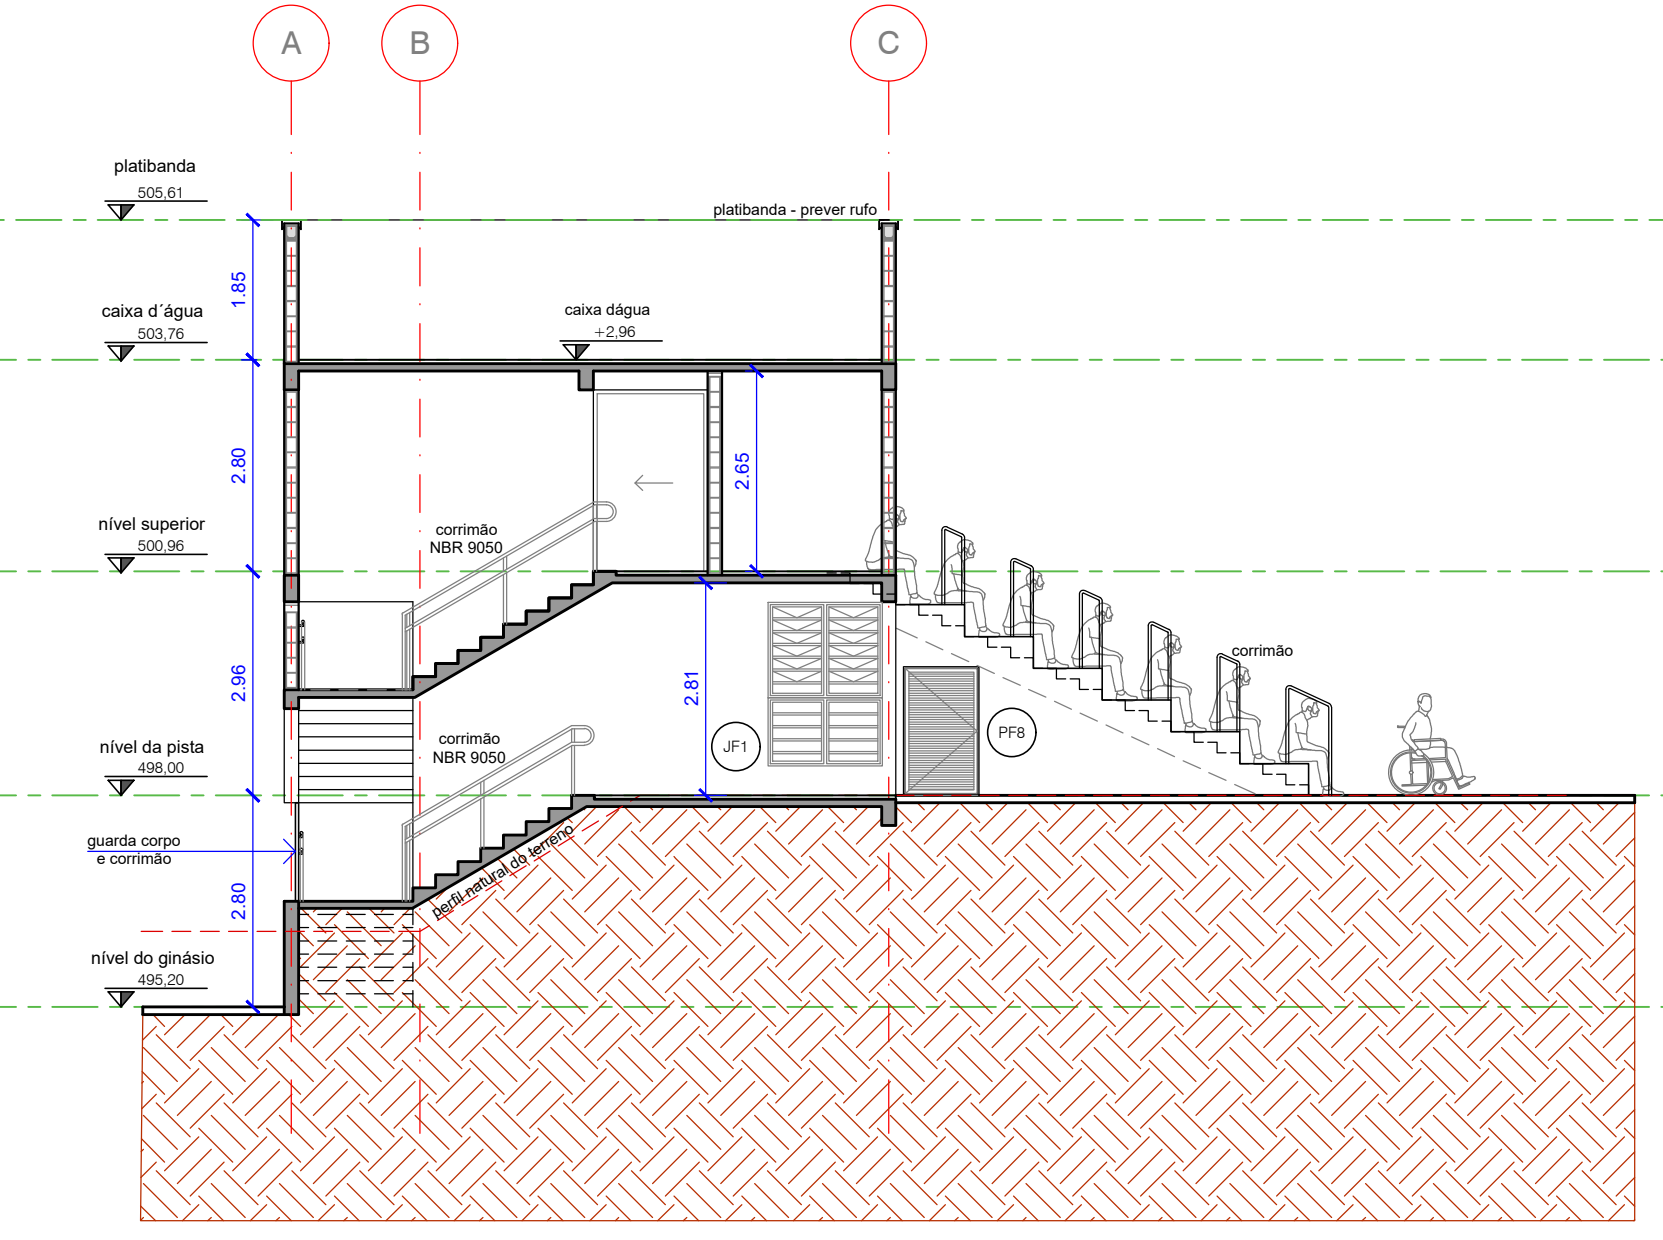 A
B
C
platibanda
505,61
platibanda - prever rufo
1.85
caixa d´água
503,76
caixa dágua
+2,96
2.80
2.65
nível superior
500,96
corrimão
NBR 9050
corrimão
2.96
2.81
nível da pista
498,00
corrimão
NBR 9050
JF1
PF8
guarda corpo
e corrimão
perfil natural do terreno
2.80
nível do ginásio
495,20